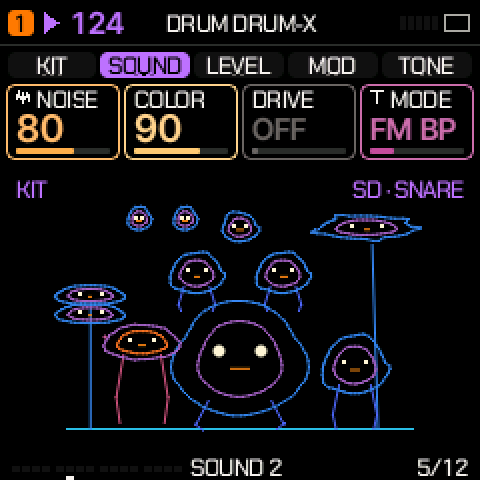 1 124 DRUM DRUM-X
KIT SOUND LEVEL MOD TONE
NOISE COLOR DRIVE MODE
80 90 OFF FM BP
KIT SD·SNARE
SOUND 2 5/12